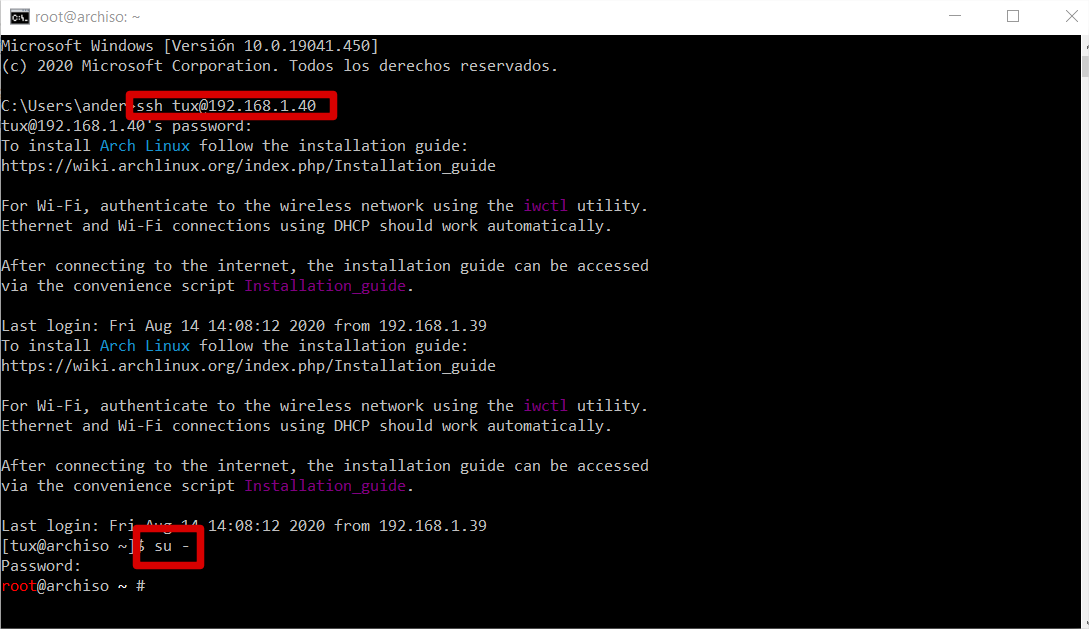 root@archiso: ~
Microsoft Windows [Versión 10.0.19041.450]
(c) 2020 Microsoft Corporation. Todos los derechos reservados.
C:\Users\ander>ssh tux@192.168.1.40
tux@192.168.1.40's password:
To install Arch Linux follow the installation guide:
https://wiki.archlinux.org/index.php/Installation_guide
For Wi-Fi, authenticate to the wireless network using the iwctl utility.
Ethernet and Wi-Fi connections using DHCP should work automatically.
After connecting to the internet, the installation guide can be accessed
via the convenience script Installation_guide.
Last login: Fri Aug 14 14:08:12 2020 from 192.168.1.39
To install Arch Linux follow the installation guide:
https://wiki.archlinux.org/index.php/Installation_guide
For Wi-Fi, authenticate to the wireless network using the iwctl utility.
Ethernet and Wi-Fi connections using DHCP should work automatically.
After connecting to the internet, the installation guide can be accessed
via the convenience script Installation_guide.
Last login: Fri Aug 14 14:08:12 2020 from 192.168.1.39
[tux@archiso ~]$ su -
Password:
root@archiso ~ #